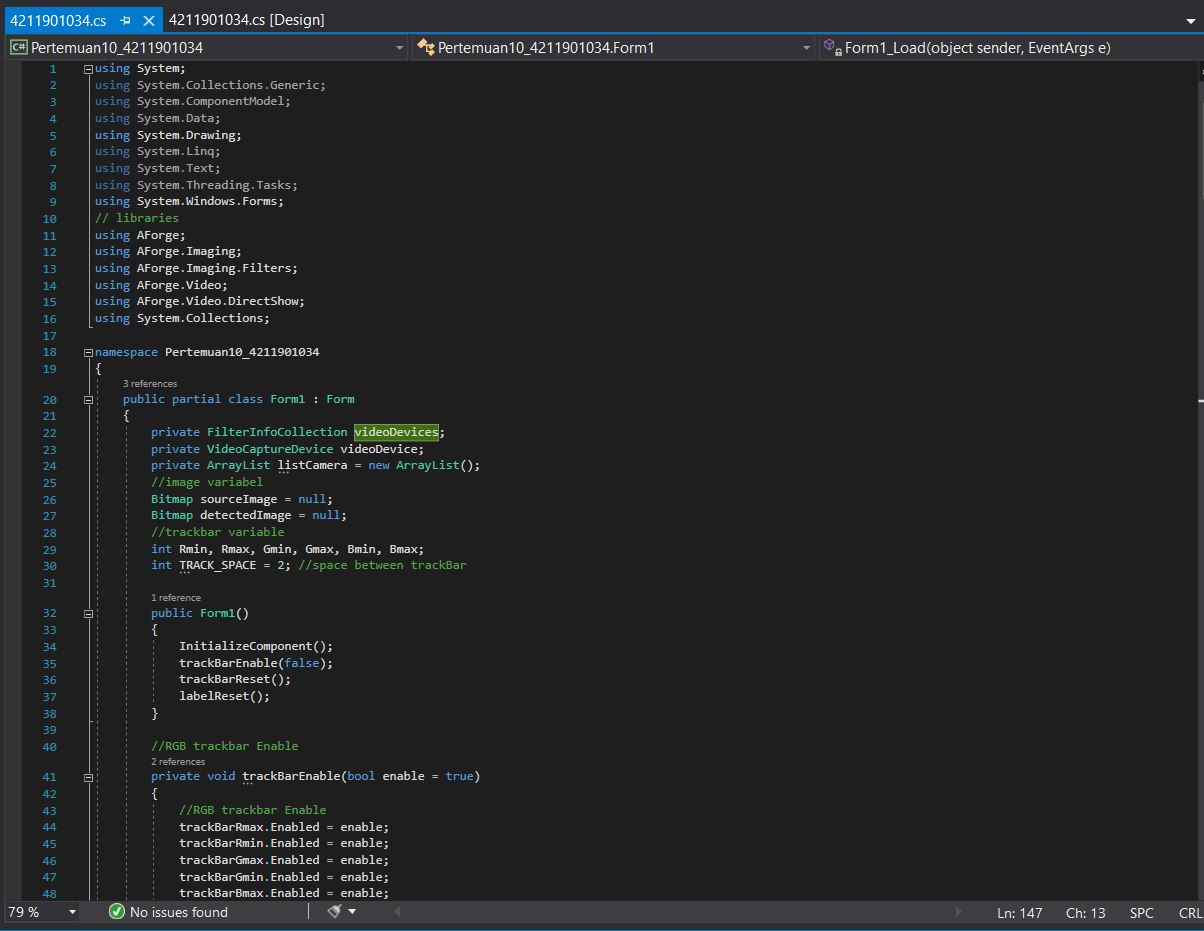 4211901034.cs
4211901034.cs [Design]
C# Pertemuan10_4211901034
Pertemuan10_4211901034.Form1
Form1_Load(object sender, EventArgs e)
1 using System;
2 using System.Collections.Generic;
3 using System.ComponentModel;
4 using System.Data;
5 using System.Drawing;
6 using System.Linq;
7 using System.Text;
8 using System.Threading.Tasks;
9 using System.Windows.Forms;
10 // libraries
11 using AForge;
12 using AForge.Imaging;
13 using AForge.Imaging.Filters;
14 using AForge.Video;
15 using AForge.Video.DirectShow;
16 using System.Collections;
17
18 namespace Pertemuan10_4211901034
19 {
3 references
20 public partial class Form1 : Form
21 {
22 private FilterInfoCollection videoDevices;
23 private VideoCaptureDevice videoDevice;
24 private ArrayList listCamera = new ArrayList();
25 //image variabel
26 Bitmap sourceImage = null;
27 Bitmap detectedImage = null;
28 //trackbar variable
29 int Rmin, Rmax, Gmin, Gmax, Bmin, Bmax;
30 int TRACK_SPACE = 2; //space between trackBar
31
1 reference
32 public Form1()
33 {
34 InitializeComponent();
35 trackBarEnable(false);
36 trackBarReset();
37 labelReset();
38 }
39
40 //RGB trackbar Enable
2 references
41 private void trackBarEnable(bool enable = true)
42 {
43 //RGB trackbar Enable
44 trackBarRmax.Enabled = enable;
45 trackBarRmin.Enabled = enable;
46 trackBarGmax.Enabled = enable;
47 trackBarGmin.Enabled = enable;
48 trackBarBmax.Enabled = enable;
79 %
No issues found
Ln: 147
Ch: 13
SPC
CRL